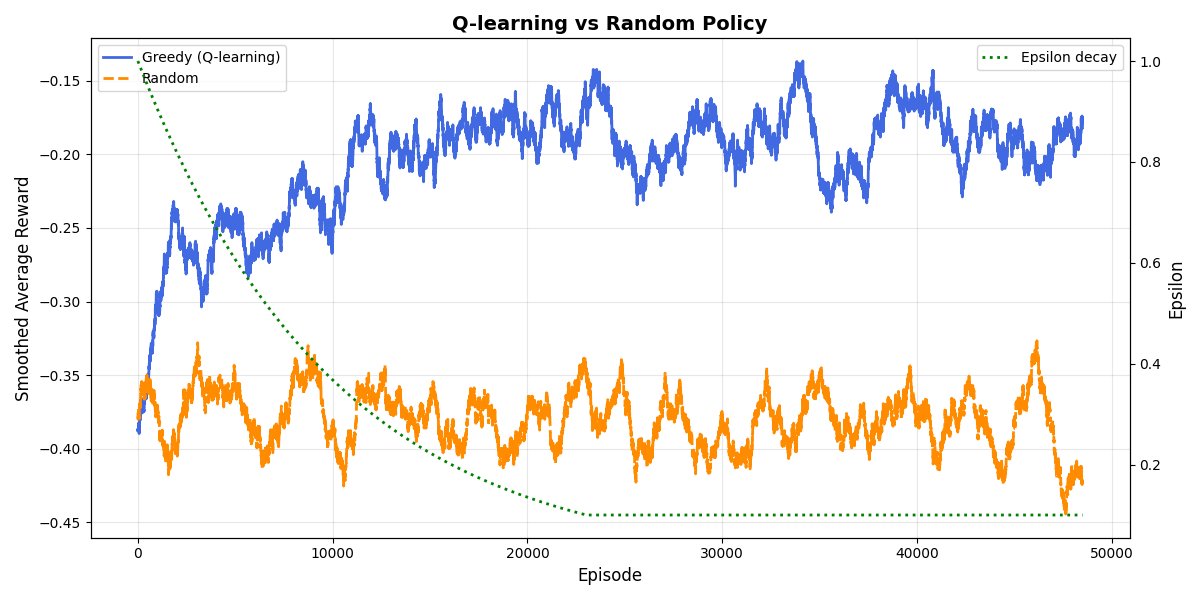 Q-learning vs Random Policy
Greedy (Q-learning)
Random
Epsilon decay
Smoothed Average Reward
−0.15
−0.20
−0.25
−0.30
−0.35
−0.40
−0.45
1.0
0.8
0.6
0.4
0.2
Epsilon
0
10000
20000
30000
40000
50000
Episode